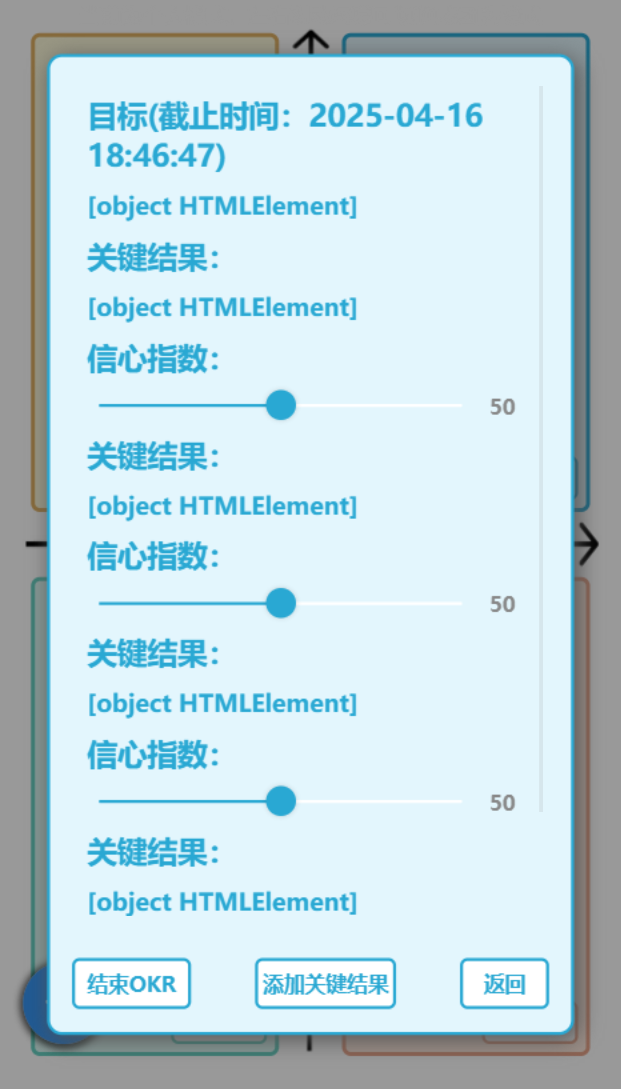 目标(截止时间：2025-04-16
18:46:47)
[object HTMLElement]
关键结果：
[object HTMLElement]
信心指数：
50
关键结果：
[object HTMLElement]
信心指数：
50
关键结果：
[object HTMLElement]
信心指数：
50
关键结果：
[object HTMLElement]
结束OKR 添加关键结果 返回